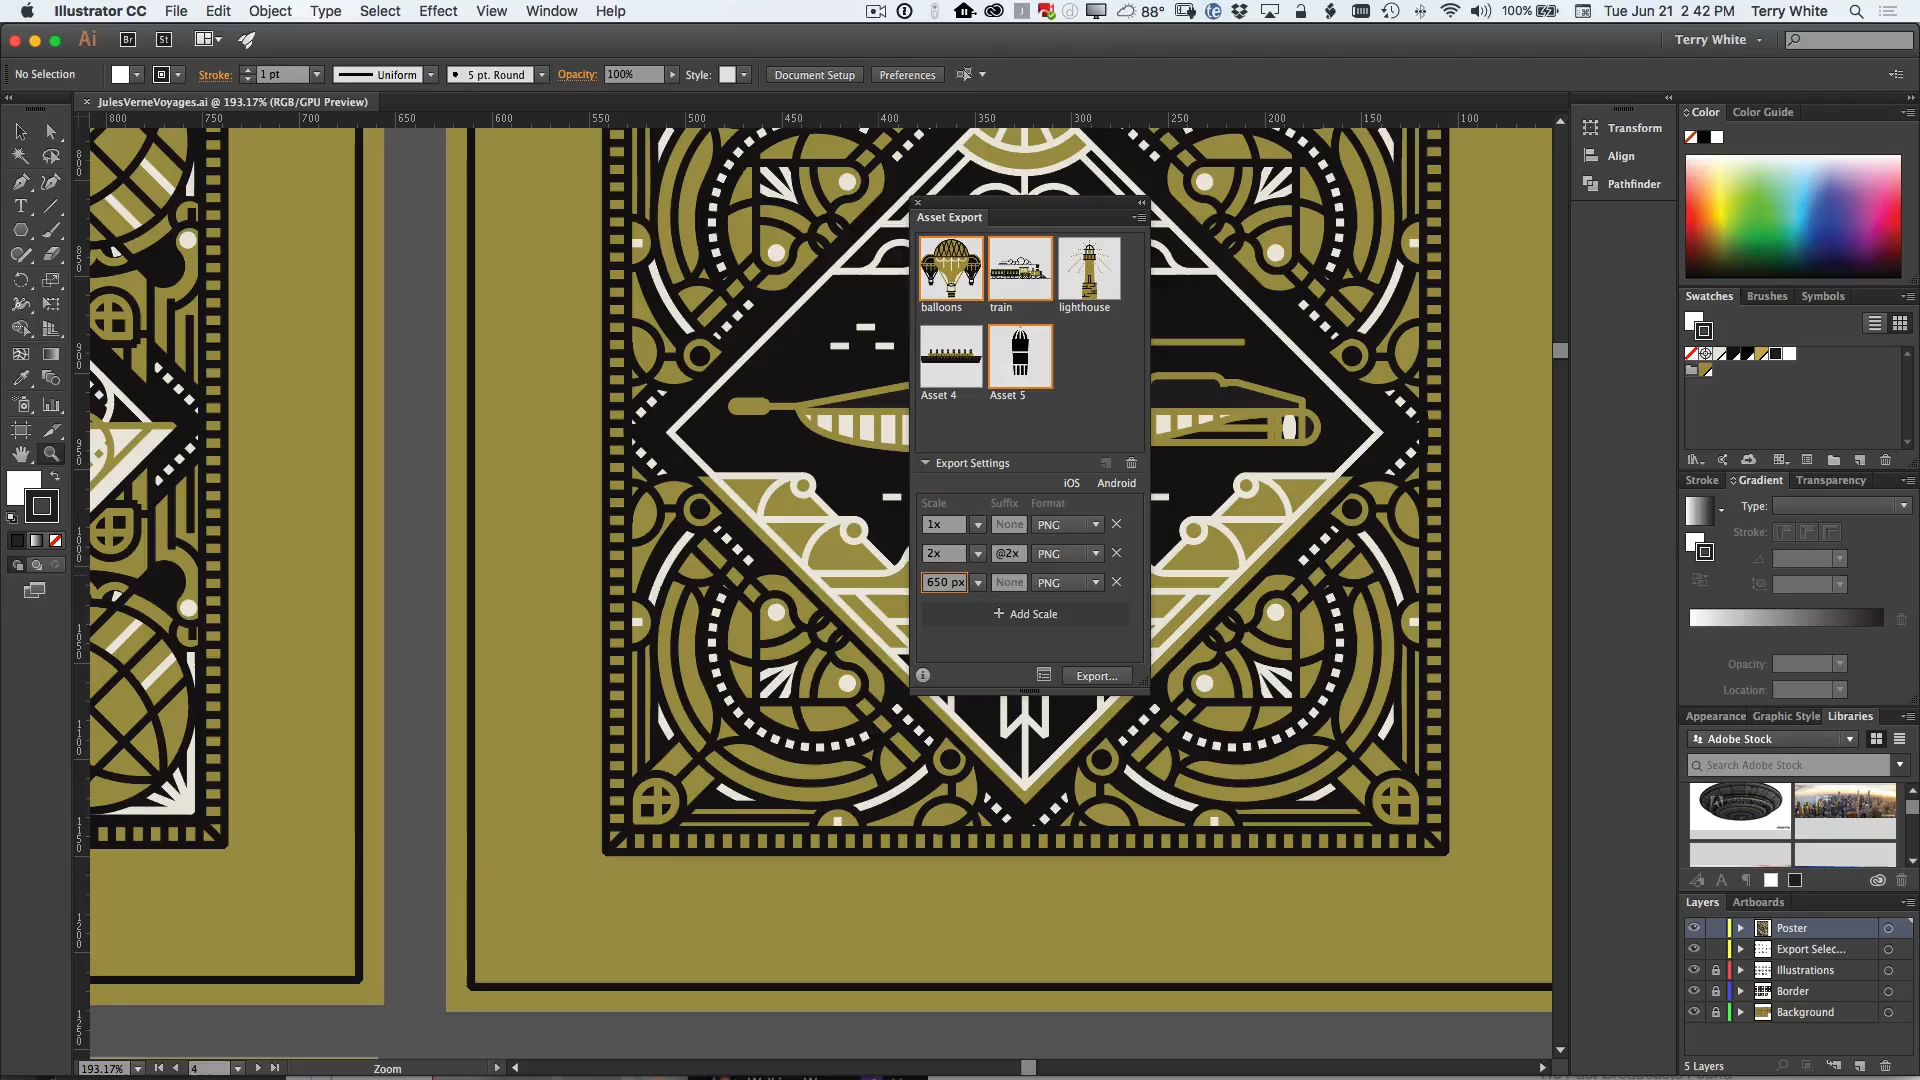 Illustrator CC File Edit Object Type Select Effect View Window Help 88° 100% Tue Jun 21 2:42 PM Terry White
Ai Br St Terry White
No Selection Stroke: 1 pt Uniform 5 pt. Round Opacity: 100% Style: Document Setup Preferences
JulesVerneVoyages.ai @ 193.17% (RGB/GPU Preview)
800 750 700 650 600 550 500 450 400 350 300 250 200 150 100
Transform
Align
Pathfinder
Color Color Guide
Swatches Brushes Symbols
Asset Export
balloons train lighthouse
Asset 4 Asset 5
Export Settings
iOS Android
Scale Suffix Format
1x None PNG
2x @2x PNG
650 px None PNG
+ Add Scale
Export...
Stroke Gradient Transparency
Type:
Stroke:
Opacity:
Location:
Appearance Graphic Style Libraries
Adobe Stock
Search Adobe Stock
Layers Artboards
Poster
Export Selec...
Illustrations
Border
Background
5 Layers
193.17% 4 Zoom